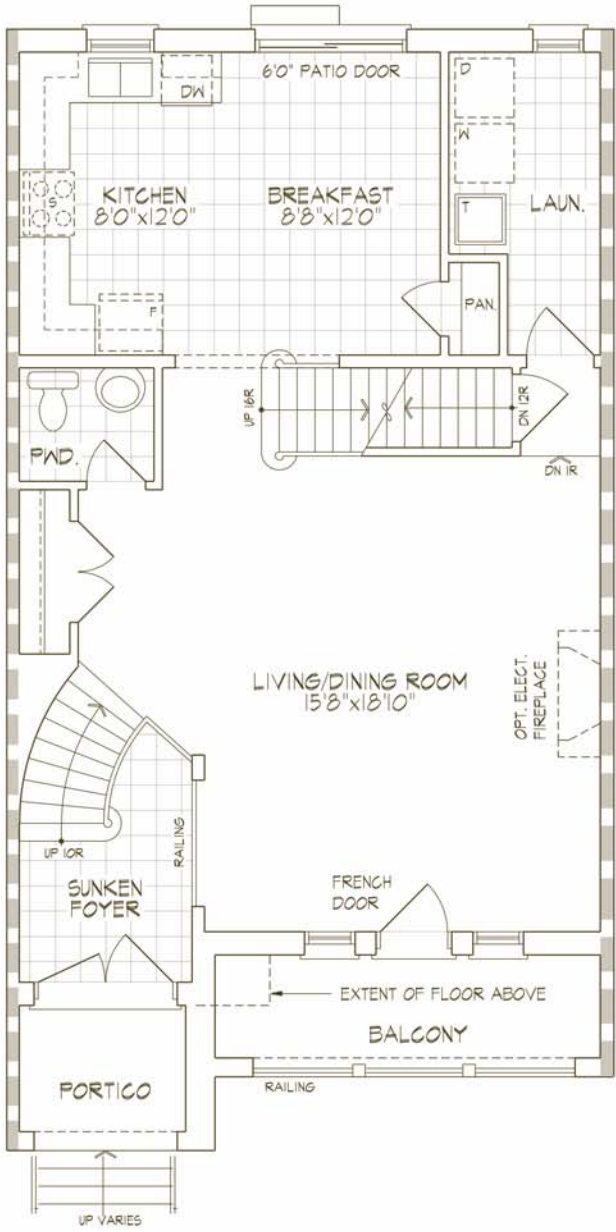 6'0" PATIO DOOR
D
DW
W
S
KITCHEN
8'0"x12'0"
BREAKFAST
8'8"x12'0"
T
LAUN.
F
PAN.
UP 16R
DN 12R
PWD.
DN 1R
LIVING/DINING ROOM
15'8"x18'10"
OPT. ELECT.
FIREPLACE
UP 10R
RAILING
SUNKEN
FOYER
FRENCH
DOOR
EXTENT OF FLOOR ABOVE
BALCONY
PORTICO
RAILING
UP VARIES